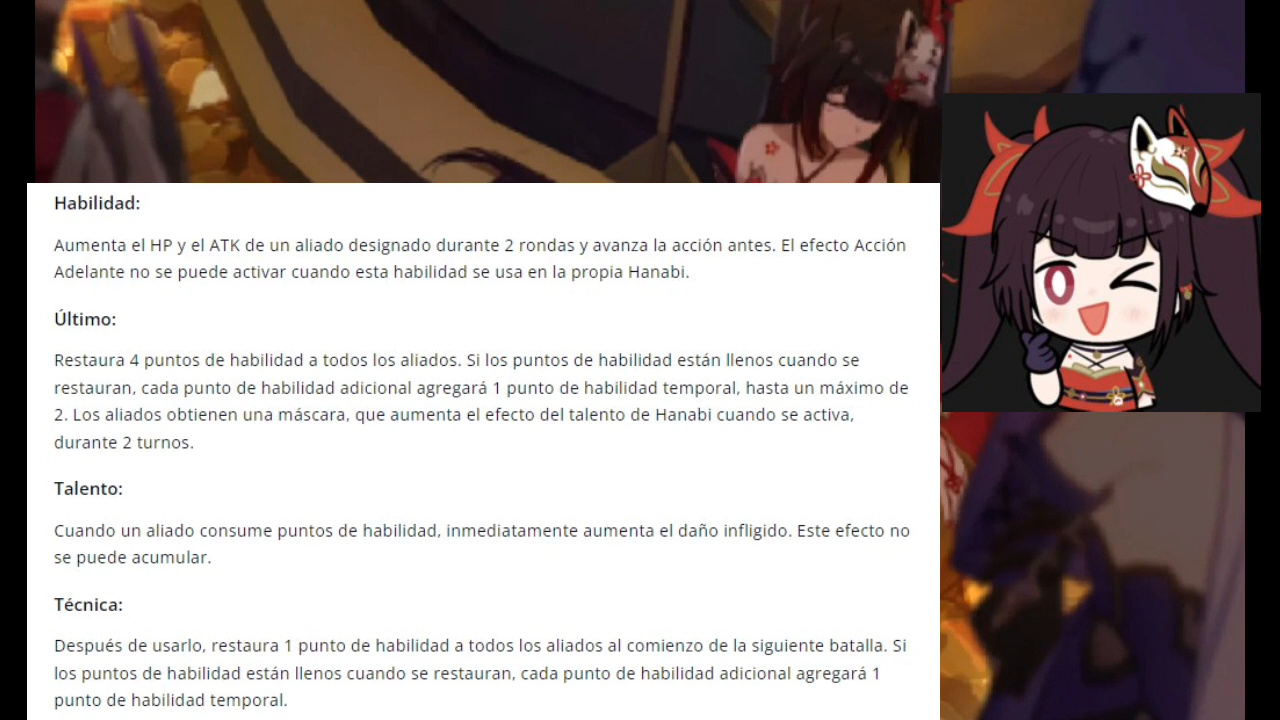 Habilidad:
Aumenta el HP y el ATK de un aliado designado durante 2 rondas y avanza la acción antes. El efecto Acción
Adelante no se puede activar cuando esta habilidad se usa en la propia Hanabi.
Último:
Restaura 4 puntos de habilidad a todos los aliados. Si los puntos de habilidad están llenos cuando se
restauran, cada punto de habilidad adicional agregará 1 punto de habilidad temporal, hasta un máximo de
2. Los aliados obtienen una máscara, que aumenta el efecto del talento de Hanabi cuando se activa,
durante 2 turnos.
Talento:
Cuando un aliado consume puntos de habilidad, inmediatamente aumenta el daño infligido. Este efecto no
se puede acumular.
Técnica:
Después de usarlo, restaura 1 punto de habilidad a todos los aliados al comienzo de la siguiente batalla. Si
los puntos de habilidad están llenos cuando se restauran, cada punto de habilidad adicional agregará 1
punto de habilidad temporal.